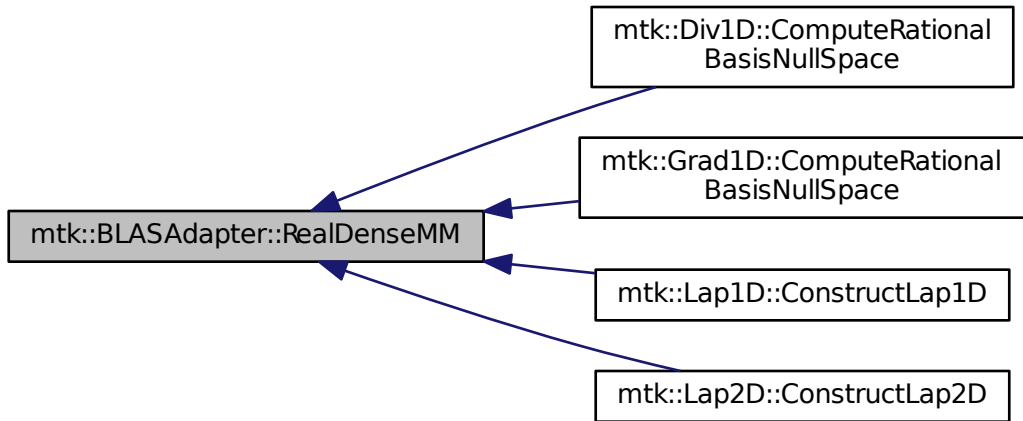 mtk::Div1D::ComputeRational
BasisNullSpace
mtk::Grad1D::ComputeRational
BasisNullSpace
mtk::BLASAdapter::RealDenseMM
mtk::Lap1D::ConstructLap1D
mtk::Lap2D::ConstructLap2D